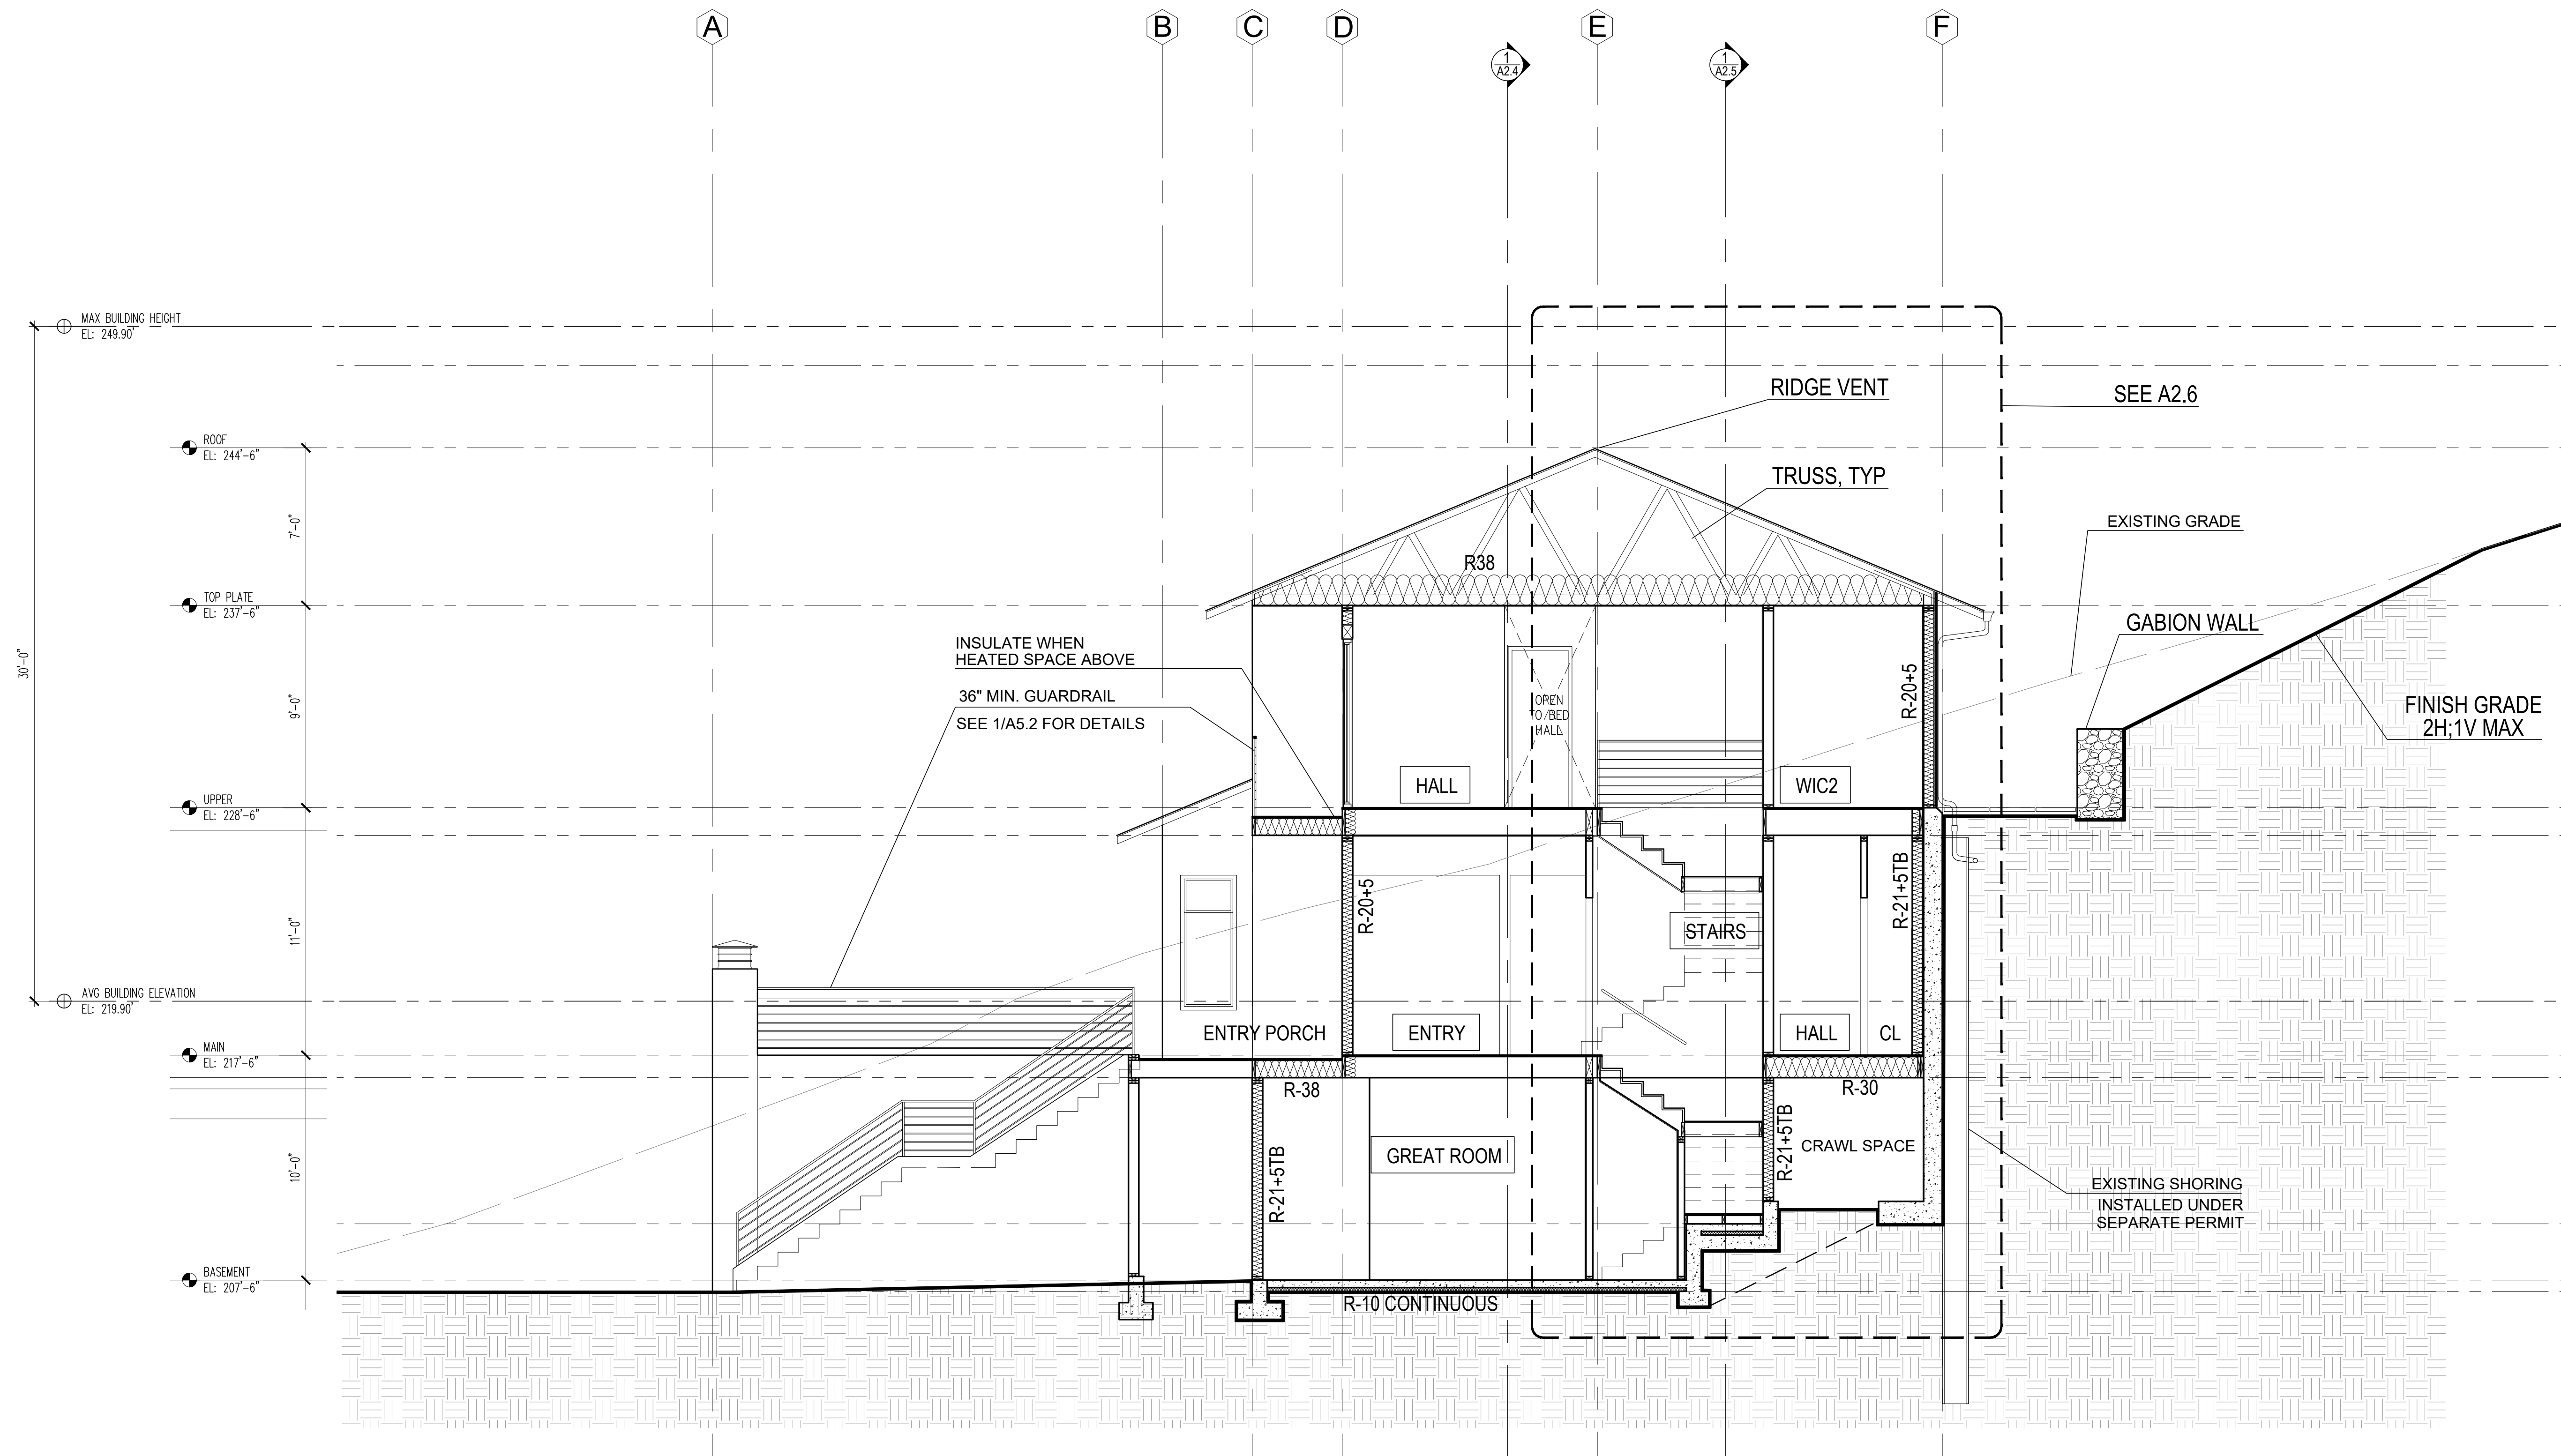 A
B
C
D
E
F
1
A2.4
1
A2.5
MAX BUILDING HEIGHT
EL: 249.90'
RIDGE VENT
SEE A2.6
ROOF
EL: 244'-6"
TRUSS, TYP
7'-0"
EXISTING GRADE
R38
TOP PLATE
EL: 237'-6"
GABION WALL
INSULATE WHEN
HEATED SPACE ABOVE
30'-0"
36" MIN. GUARDRAIL
SEE 1/A5.2 FOR DETAILS
9'-0"
OPEN
TO/BED
HALL
R-20+5
FINISH GRADE
2H;1V MAX
HALL
WIC2
UPPER
EL: 228'-6"
R-20+5
R-21+5TB
11'-0"
STAIRS
AVG BUILDING ELEVATION
EL: 219.90'
ENTRY PORCH
ENTRY
HALL
CL
MAIN
EL: 217'-6"
R-38
R-30
10'-0"
R-21+5TB
GREAT ROOM
R-21+5TB
CRAWL SPACE
EXISTING SHORING
INSTALLED UNDER
SEPARATE PERMIT
BASEMENT
EL: 207'-6"
R-10 CONTINUOUS